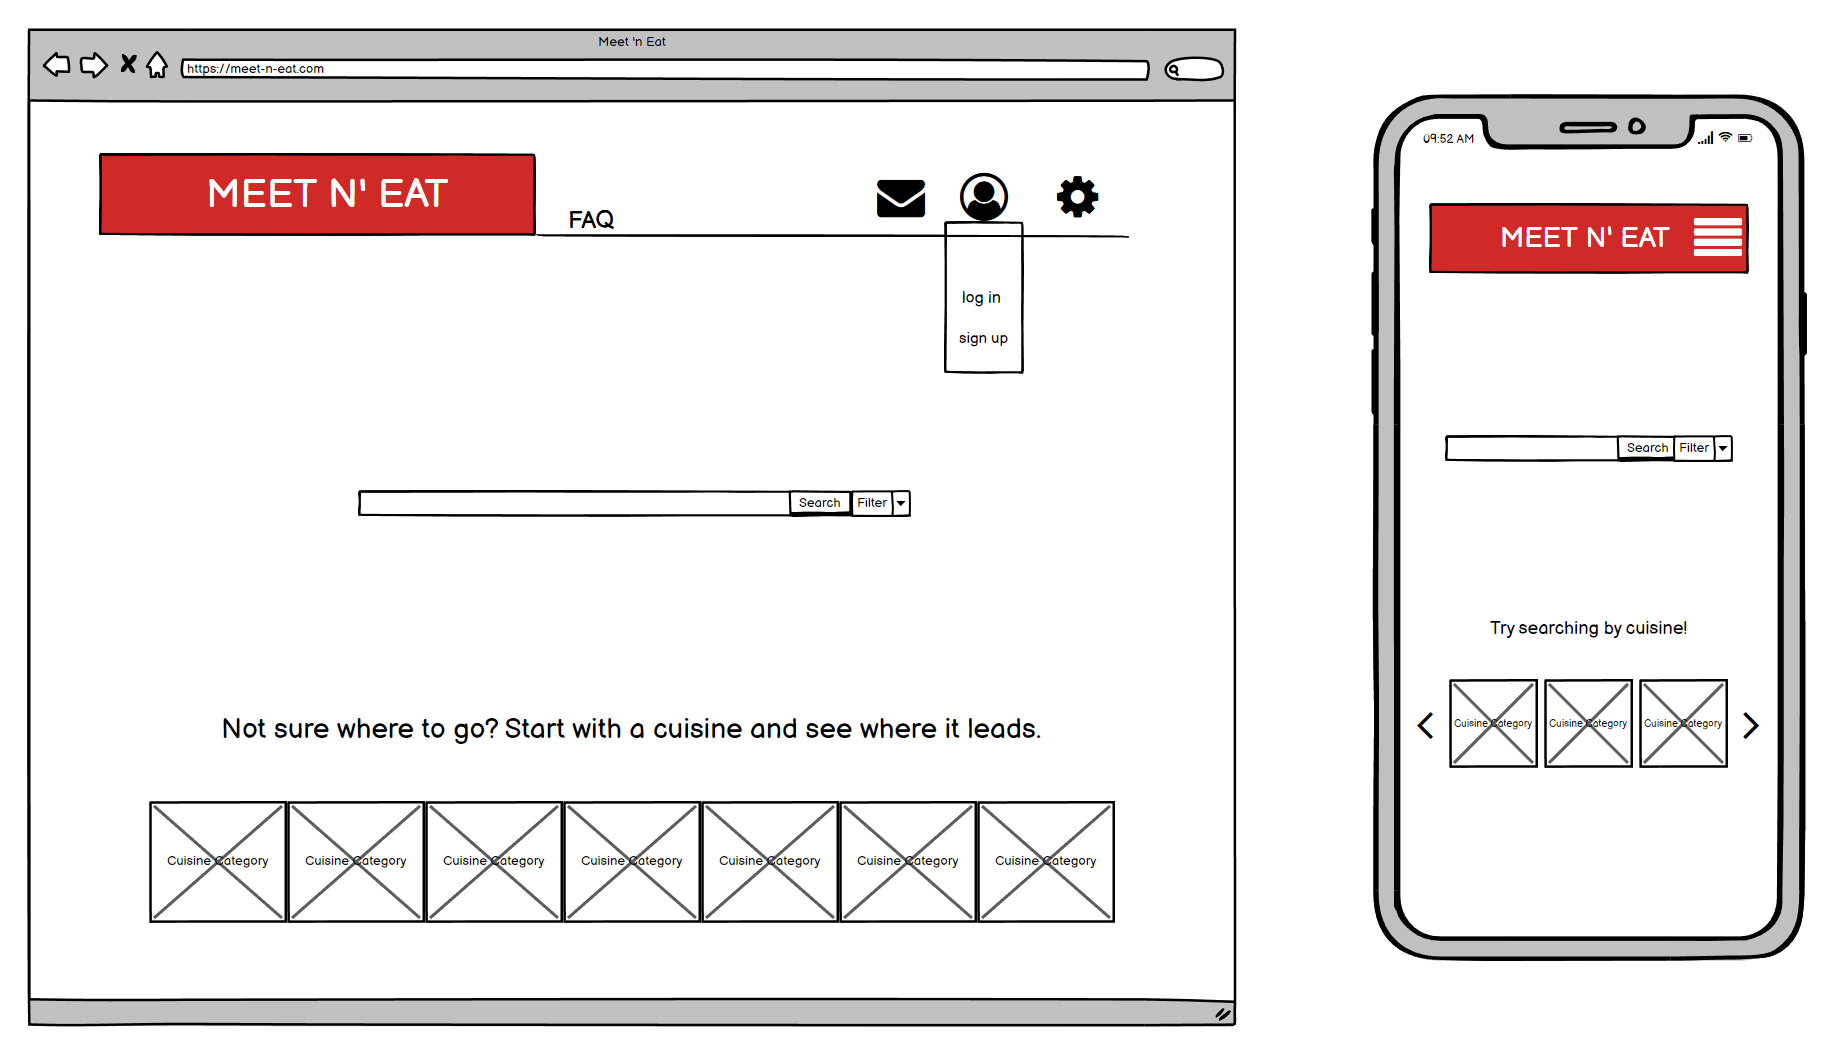 Meet 'n Eat
https://meet-n-eat.com
MEET N' EAT
FAQ
log in
sign up
Search Filter
Not sure where to go? Start with a cuisine and see where it leads.
Cuisine Category Cuisine Category Cuisine Category Cuisine Category Cuisine Category Cuisine Category Cuisine Category
09:52 AM
MEET N' EAT
Search Filter
Try searching by cuisine!
Cuisine Category Cuisine Category Cuisine Category